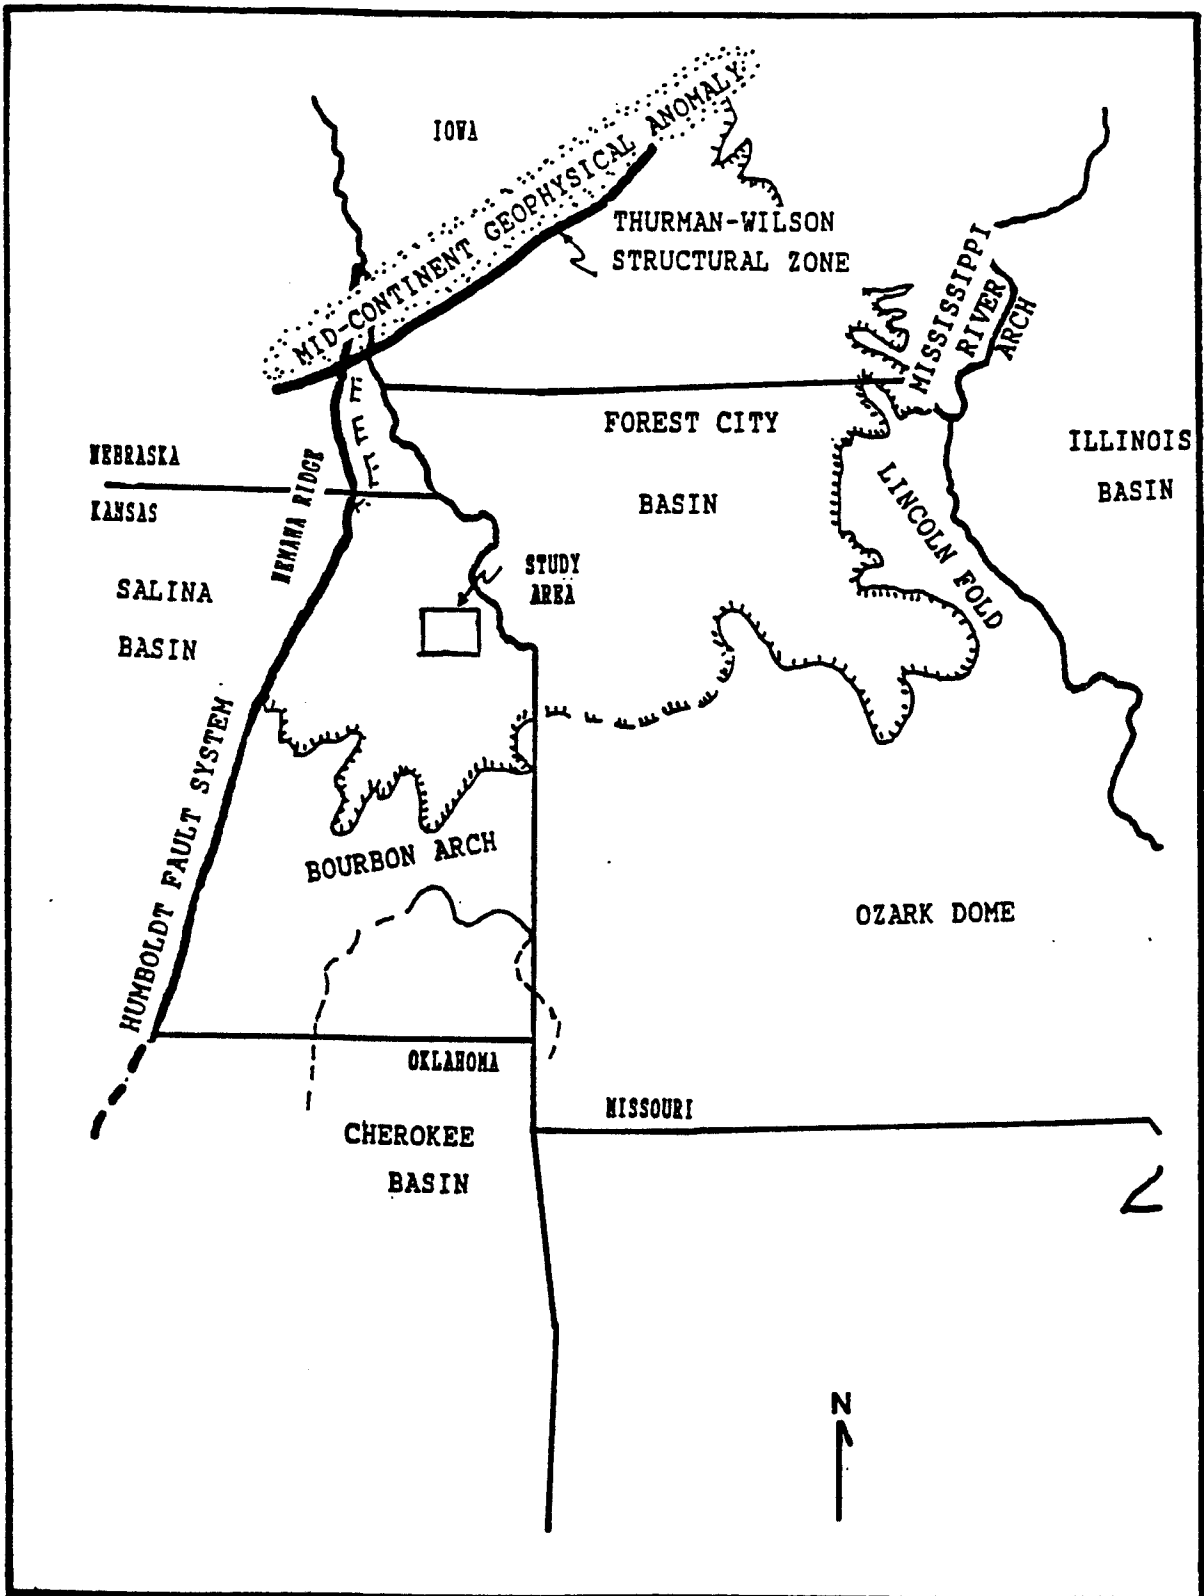 IOWA
MID-CONTINENT GEOPHYSICAL ANOMALY
THURMAN-WILSON
STRUCTURAL ZONE
MISSISSIPPI
RIVER
ARCH
FOREST CITY
BASIN
ILLINOIS
BASIN
LINCOLN FOLD
NEBRASKA
KANSAS
NEMAHA RIDGE
SALINA
BASIN
STUDY
AREA
HUMBOLDT FAULT SYSTEM
BOURBON ARCH
OZARK DOME
OKLAHOMA
MISSOURI
CHEROKEE
BASIN
N